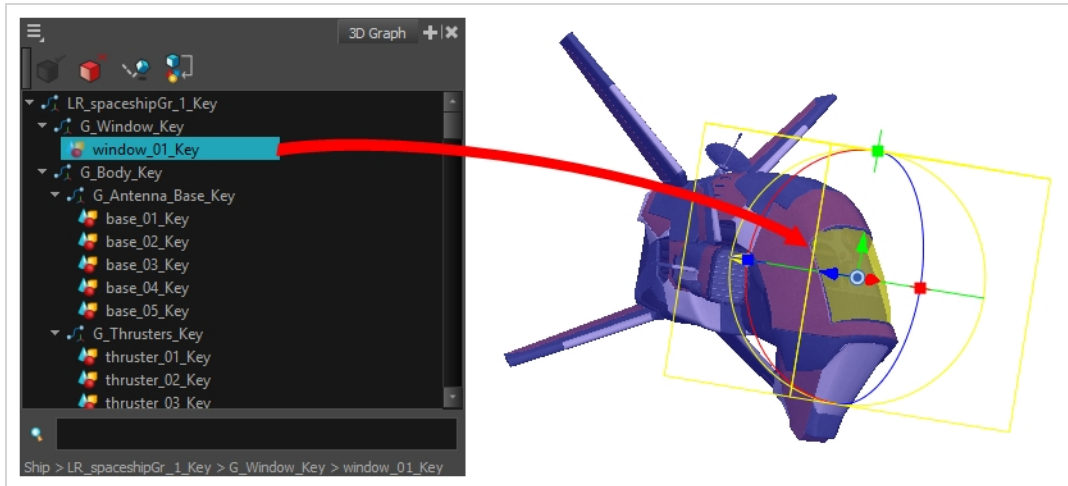 3D Graph
LR_spaceshipGr_1_Key
G_Window_Key
window_01_Key
G_Body_Key
G_Antenna_Base_Key
base_01_Key
base_02_Key
base_03_Key
base_04_Key
base_05_Key
G_Thrusters_Key
thruster_01_Key
thruster_02_Key
thruster_03_Key
Ship > LR_spaceshipGr_1_Key > G_Window_Key > window_01_Key